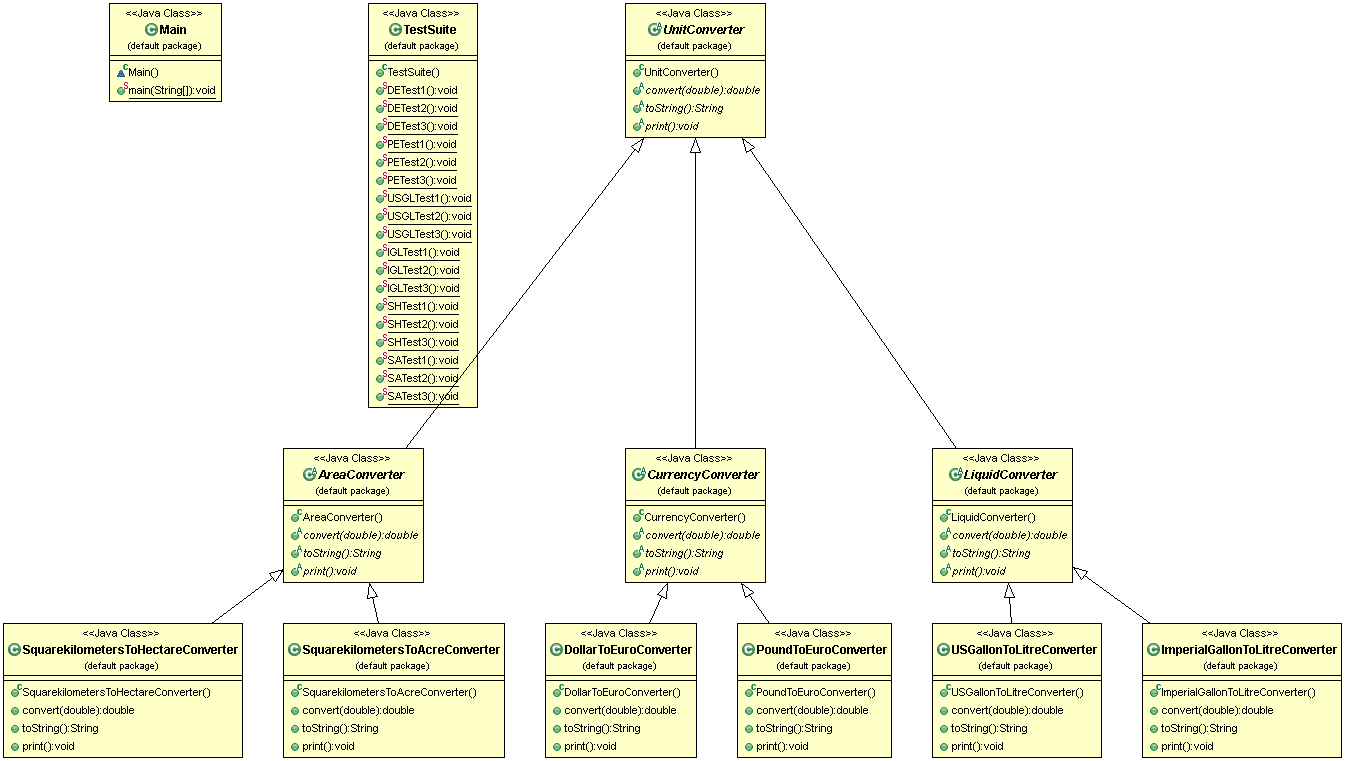 <<Java Class>>
Main
(default package)
Main()
main(String[]):void
<<Java Class>>
TestSuite
(default package)
TestSuite()
DETest1():void
DETest2():void
DETest3():void
PETest1():void
PETest2():void
PETest3():void
USGLTest1():void
USGLTest2():void
USGLTest3():void
IGLTest1():void
IGLTest2():void
IGLTest3():void
SHTest1():void
SHTest2():void
SHTest3():void
SATest1():void
SATest2():void
SATest3():void
<<Java Class>>
UnitConverter
(default package)
UnitConverter()
convert(double):double
toString():String
print():void
<<Java Class>>
AreaConverter
(default package)
AreaConverter()
convert(double):double
toString():String
print():void
<<Java Class>>
CurrencyConverter
(default package)
CurrencyConverter()
convert(double):double
toString():String
print():void
<<Java Class>>
LiquidConverter
(default package)
LiquidConverter()
convert(double):double
toString():String
print():void
<<Java Class>>
SquarekilometersToHectareConverter
(default package)
SquarekilometersToHectareConverter()
convert(double):double
toString():String
print():void
<<Java Class>>
SquarekilometersToAcreConverter
(default package)
SquarekilometersToAcreConverter()
convert(double):double
toString():String
print():void
<<Java Class>>
DollarToEuroConverter
(default package)
DollarToEuroConverter()
convert(double):double
toString():String
print():void
<<Java Class>>
PoundToEuroConverter
(default package)
PoundToEuroConverter()
convert(double):double
toString():String
print():void
<<Java Class>>
USGallonToLitreConverter
(default package)
USGallonToLitreConverter()
convert(double):double
toString():String
print():void
<<Java Class>>
ImperialGallonToLitreConverter
(default package)
ImperialGallonToLitreConverter()
convert(double):double
toString():String
print():void